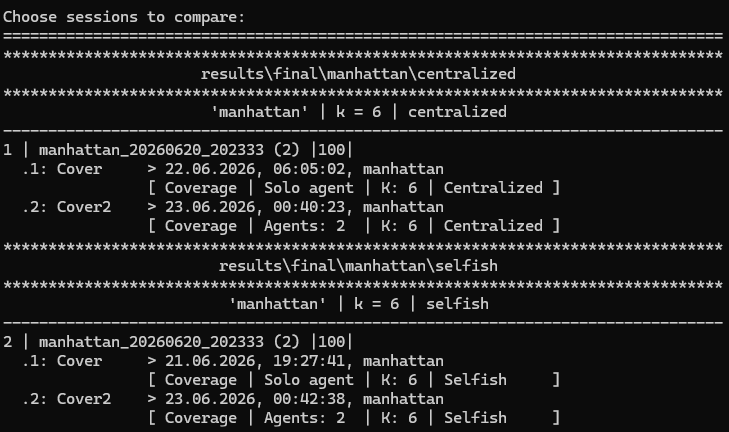 Choose sessions to compare:
================================================================================
********************************************************************************
                      results\final\manhattan\centralized
********************************************************************************
                       'manhattan' | k = 6 | centralized
--------------------------------------------------------------------------------
1 | manhattan_20260620_202333 (2) |100|
  .1: Cover     > 22.06.2026, 06:05:02, manhattan
                [ Coverage | Solo agent | K: 6 | Centralized ]
  .2: Cover2    > 23.06.2026, 00:40:23, manhattan
                [ Coverage | Agents: 2  | K: 6 | Centralized ]
********************************************************************************
                        results\final\manhattan\selfish
********************************************************************************
                         'manhattan' | k = 6 | selfish
--------------------------------------------------------------------------------
2 | manhattan_20260620_202333 (2) |100|
  .1: Cover     > 21.06.2026, 19:27:41, manhattan
                [ Coverage | Solo agent | K: 6 | Selfish     ]
  .2: Cover2    > 23.06.2026, 00:42:38, manhattan
                [ Coverage | Agents: 2  | K: 6 | Selfish     ]